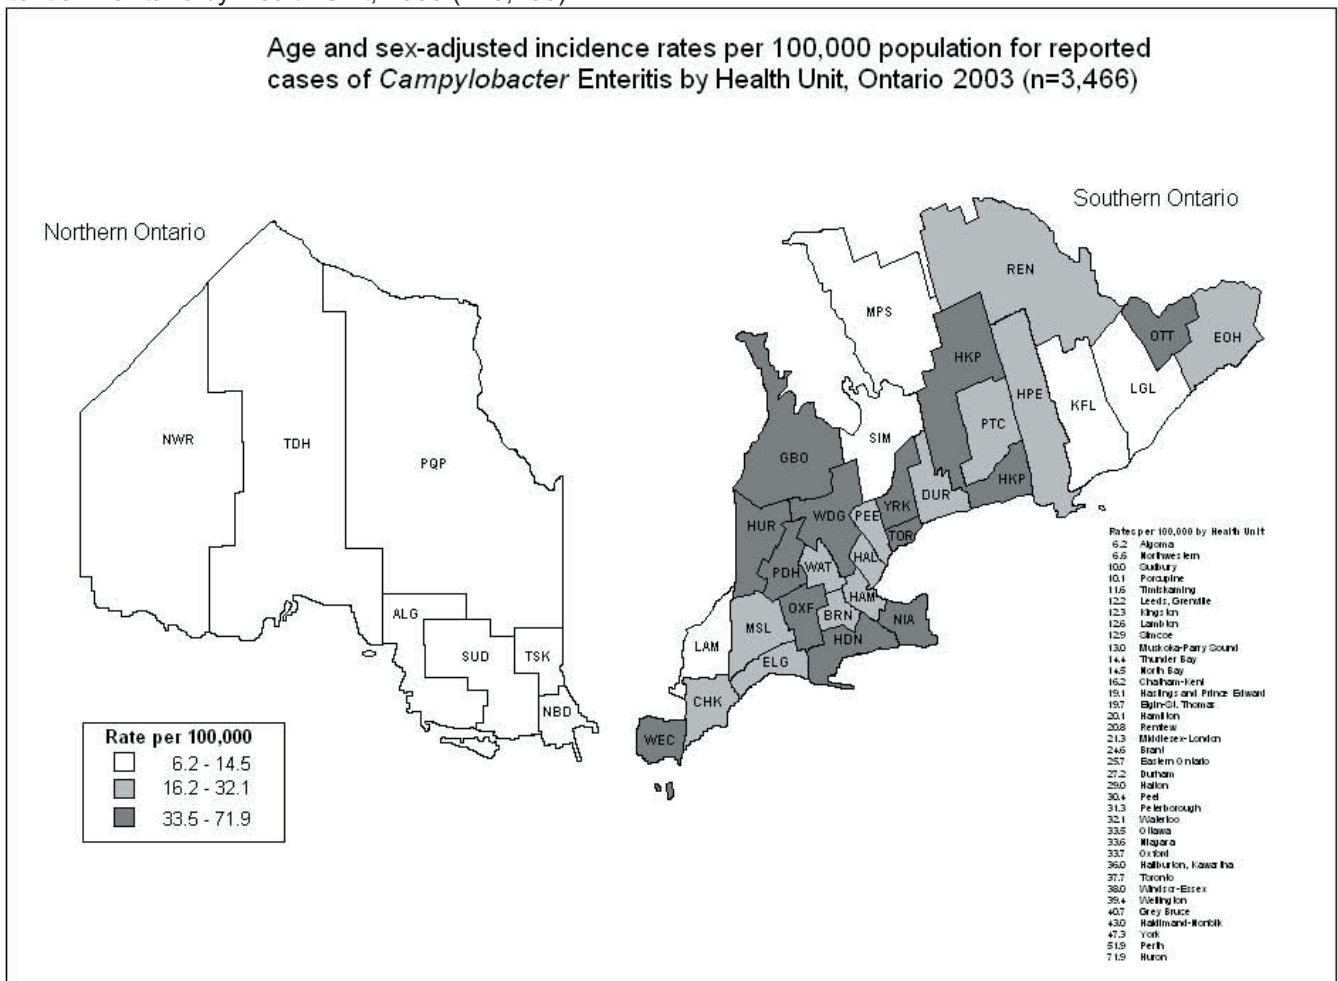 Age and sex-adjusted incidence rates per 100,000 population for reported
cases of Campylobacter Enteritis by Health Unit, Ontario 2003 (n=3,466)
Northern Ontario
Southern Ontario
NWR
TDH
PQP
ALG
SUD
TSK
NBD
MPS
REN
OTT
EOH
HKP
HPE
KFL
LGL
PTC
SIM
GBO
HKP
DUR
YRK
PEE
WDG
HUR
TOR
HAL
WAT
PDH
HAM
OXF
BRN
NIA
MSL
HDN
LAM
ELG
CHK
WEC
Rate per 100,000
6.2 - 14.5
16.2 - 32.1
33.5 - 71.9
Rates per 100,000 by Health Unit
6.2 Algoma
6.6 Northwestern
10.0 Sudbury
10.1 Porcupine
11.6 Timiskaming
12.2 Leeds, Grenville
12.3 Kingston
12.6 Lambton
12.9 Simcoe
13.0 Muskoka-Parry Sound
14.4 Thunder Bay
14.5 North Bay
16.2 Chatham-Kent
19.1 Hastings and Prince Edward
19.7 Elgin-St. Thomas
20.1 Hamilton
20.8 Renfrew
21.3 Middlesex-London
24.6 Brant
25.7 Eastern Ontario
27.2 Durham
29.0 Halton
30.4 Peel
31.3 Peterborough
32.1 Waterloo
33.5 Ottawa
33.6 Niagara
33.7 Oxford
36.0 Haliburton, Kawartha
37.7 Toronto
38.0 Windsor-Essex
39.4 Wellington
40.7 Grey Bruce
43.0 Haldimand-Norfolk
47.3 York
51.9 Perth
71.9 Huron